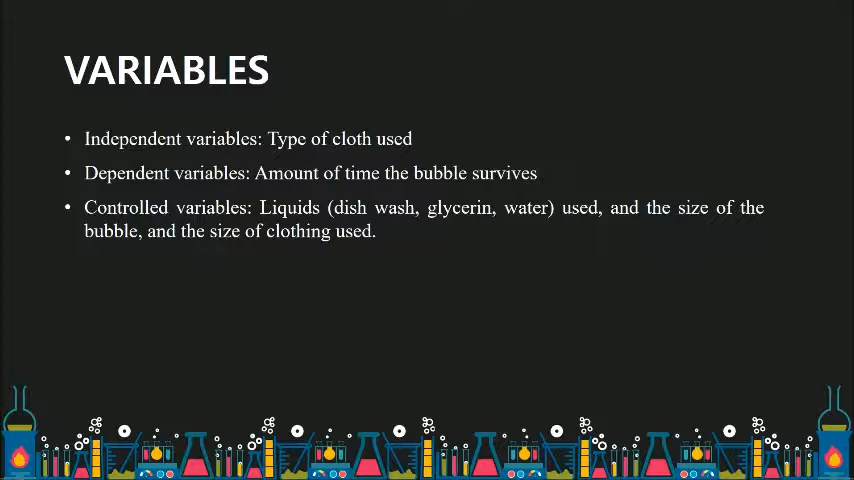 VARIABLES
• Independent variables: Type of cloth used
• Dependent variables: Amount of time the bubble survives
• Controlled variables: Liquids (dish wash, glycerin, water) used, and the size of the
bubble, and the size of clothing used.